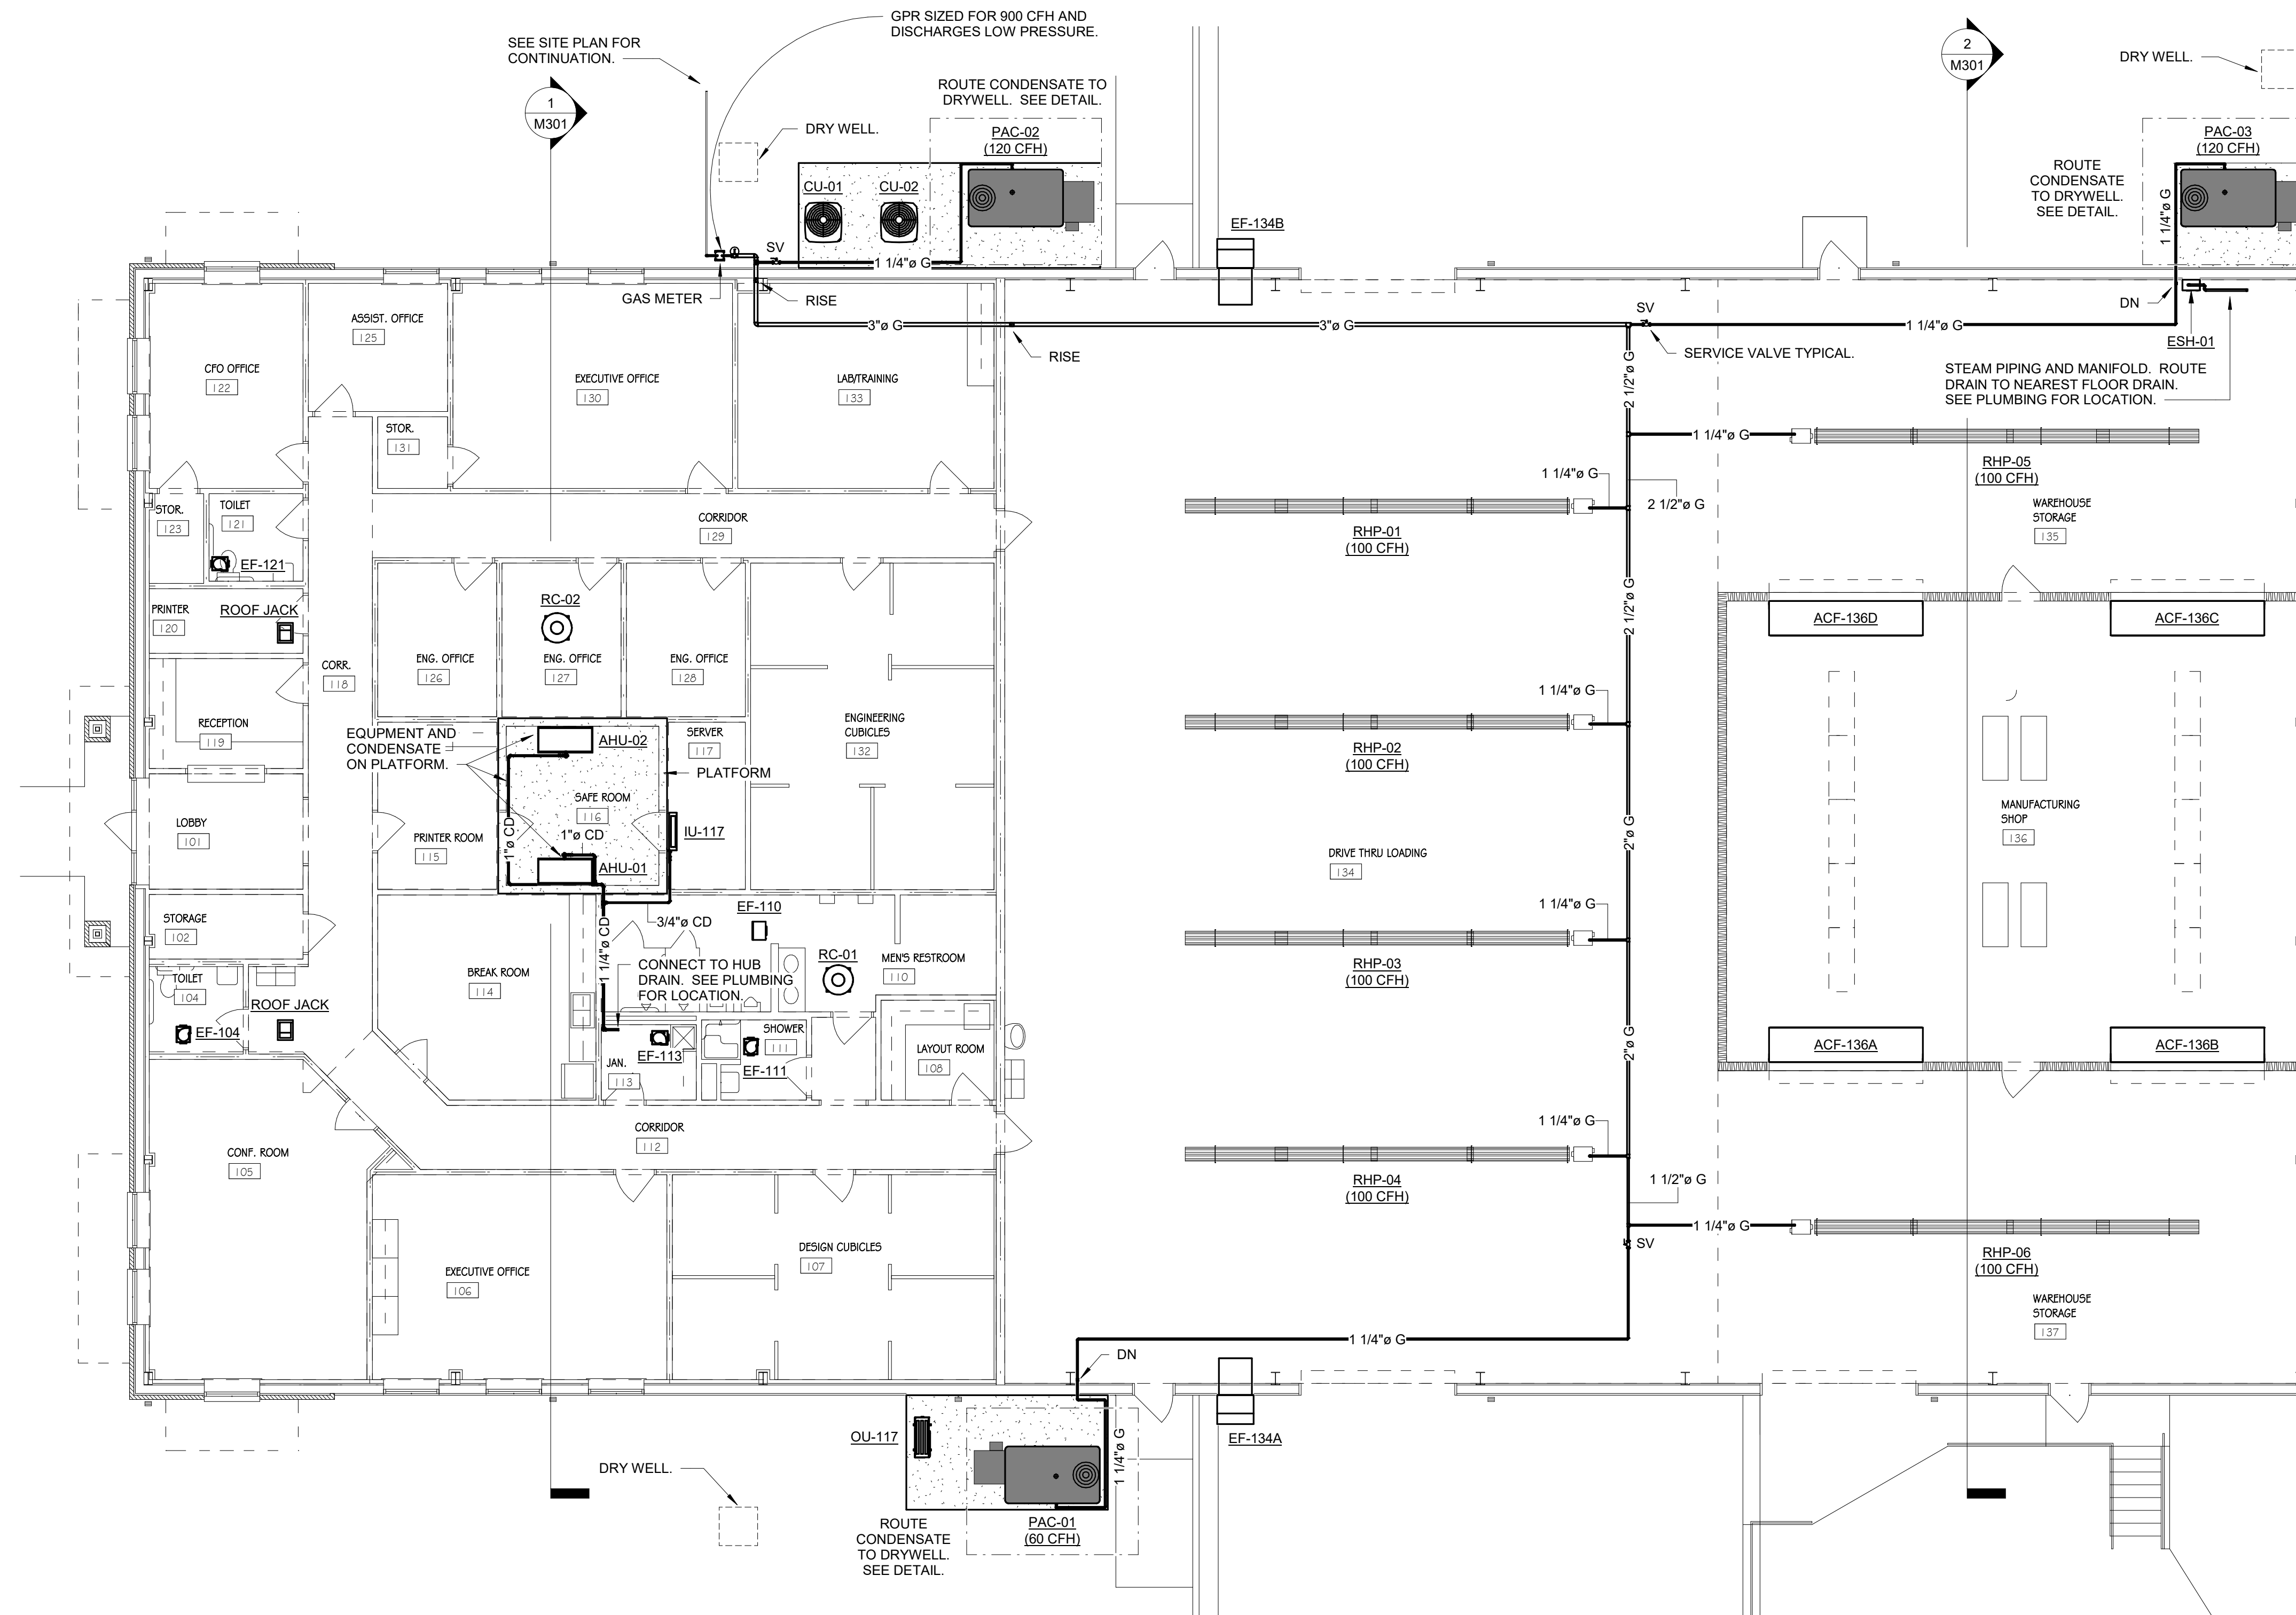 GPR SIZED FOR 900 CFH AND
DISCHARGES LOW PRESSURE.
SEE SITE PLAN FOR
CONTINUATION.
1
M301
2
M301
DRY WELL.
ROUTE CONDENSATE TO
DRYWELL. SEE DETAIL.
DRY WELL.
PAC-02
(120 CFH)
PAC-03
(120 CFH)
ROUTE
CONDENSATE
TO DRYWELL.
SEE DETAIL.
CU-01
CU-02
1 1/4"ø G
EF-134B
SV
1 1/4"ø G
GAS METER
RISE
DN
3"ø G
3"ø G
SV
1 1/4"ø G
RISE
SERVICE VALVE TYPICAL.
ESH-01
STEAM PIPING AND MANIFOLD. ROUTE
DRAIN TO NEAREST FLOOR DRAIN.
SEE PLUMBING FOR LOCATION.
ASSIST. OFFICE
125
CFO OFFICE
122
EXECUTIVE OFFICE
130
LAB/TRAINING
133
2 1/2"ø G
STOR.
131
1 1/4"ø G
RHP-05
(100 CFH)
1 1/4"ø G
2 1/2"ø G
STOR.
123
TOILET
121
CORRIDOR
129
RHP-01
(100 CFH)
WAREHOUSE
STORAGE
135
EF-121
2 1/2"ø G
PRINTER
120
ROOF JACK
RC-02
ACF-136D
ACF-136C
ENG. OFFICE
126
ENG. OFFICE
127
ENG. OFFICE
128
CORR.
118
1 1/4"ø G
RECEPTION
119
EQUPMENT AND
CONDENSATE
ON PLATFORM.
AHU-02
SERVER
117
ENGINEERING
CUBICLES
132
RHP-02
(100 CFH)
PLATFORM
SAFE ROOM
116
1"ø CD
1"ø CD
IU-117
LOBBY
101
PRINTER ROOM
115
AHU-01
2"ø G
DRIVE THRU LOADING
134
MANUFACTURING
SHOP
136
STORAGE
102
EF-110
3/4"ø CD
1 1/4"ø CD
1 1/4"ø G
RC-01
MEN'S RESTROOM
110
RHP-03
(100 CFH)
BREAK ROOM
114
CONNECT TO HUB
DRAIN. SEE PLUMBING
FOR LOCATION.
TOILET
104
ROOF JACK
EF-104
SHOWER
111
EF-113
EF-111
JAN.
113
LAYOUT ROOM
108
2"ø G
ACF-136A
ACF-136B
CORRIDOR
112
1 1/4"ø G
CONF. ROOM
105
RHP-04
(100 CFH)
1 1/2"ø G
1 1/4"ø G
SV
RHP-06
(100 CFH)
DESIGN CUBICLES
107
EXECUTIVE OFFICE
106
WAREHOUSE
STORAGE
137
1 1/4"ø G
DN
OU-117
1 1/4"ø G
EF-134A
DRY WELL.
ROUTE
CONDENSATE
TO DRYWELL.
SEE DETAIL.
PAC-01
(60 CFH)